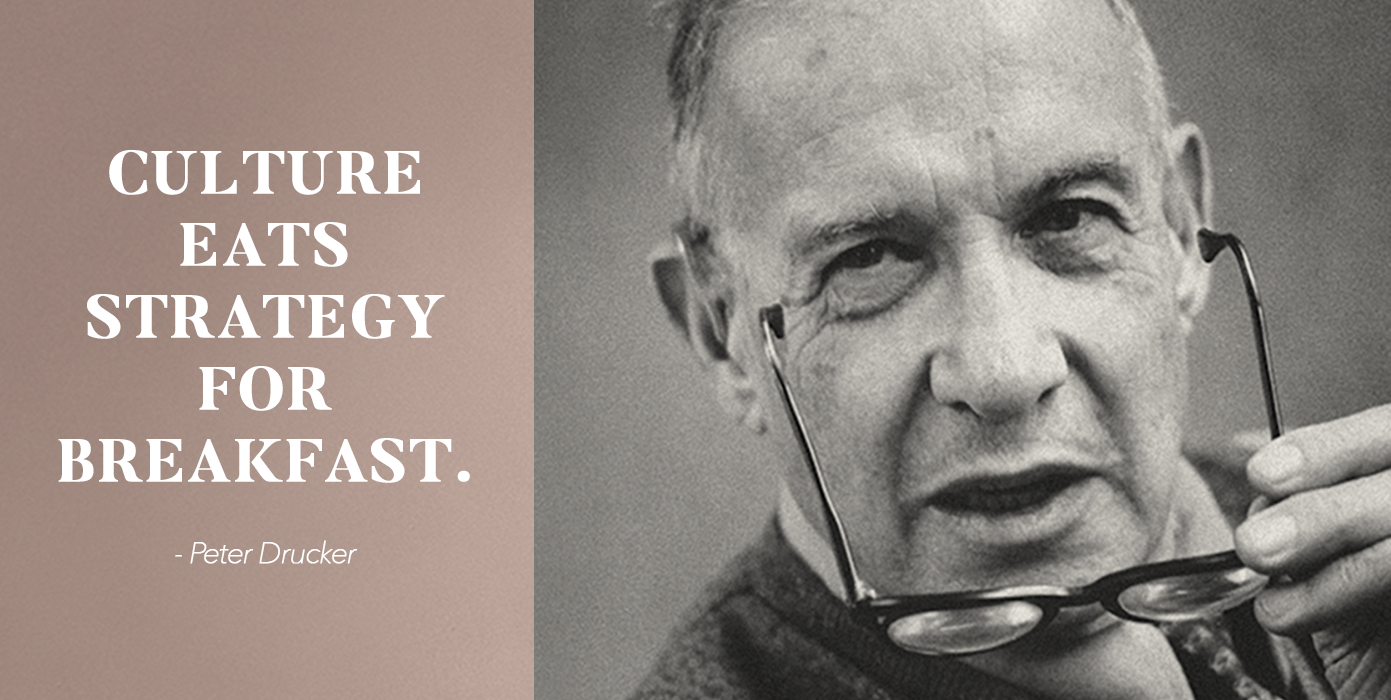 CULTURE
EATS
STRATEGY
FOR
BREAKFAST.
- Peter Drucker